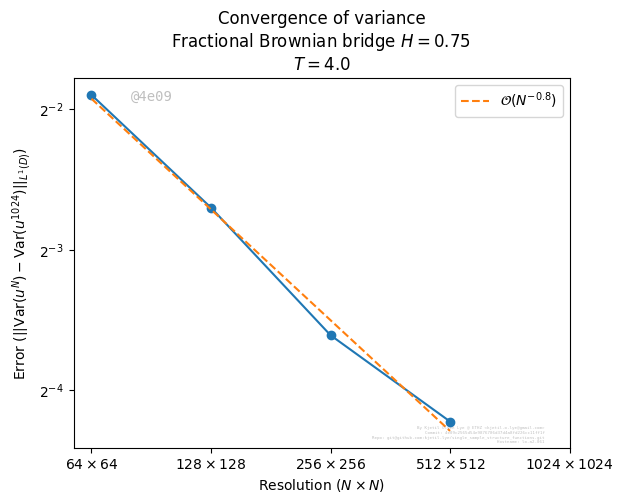 Convergence of variance
Fractional Brownian bridge H = 0.75
T = 4.0
@4e09
O(N^{-0.8})
Error (||Var(u^N) − Var(u^{1024})||_{L^1(D)})
2^{-2}
2^{-3}
2^{-4}
64 × 64
128 × 128
256 × 256
512 × 512
1024 × 1024
Resolution (N × N)